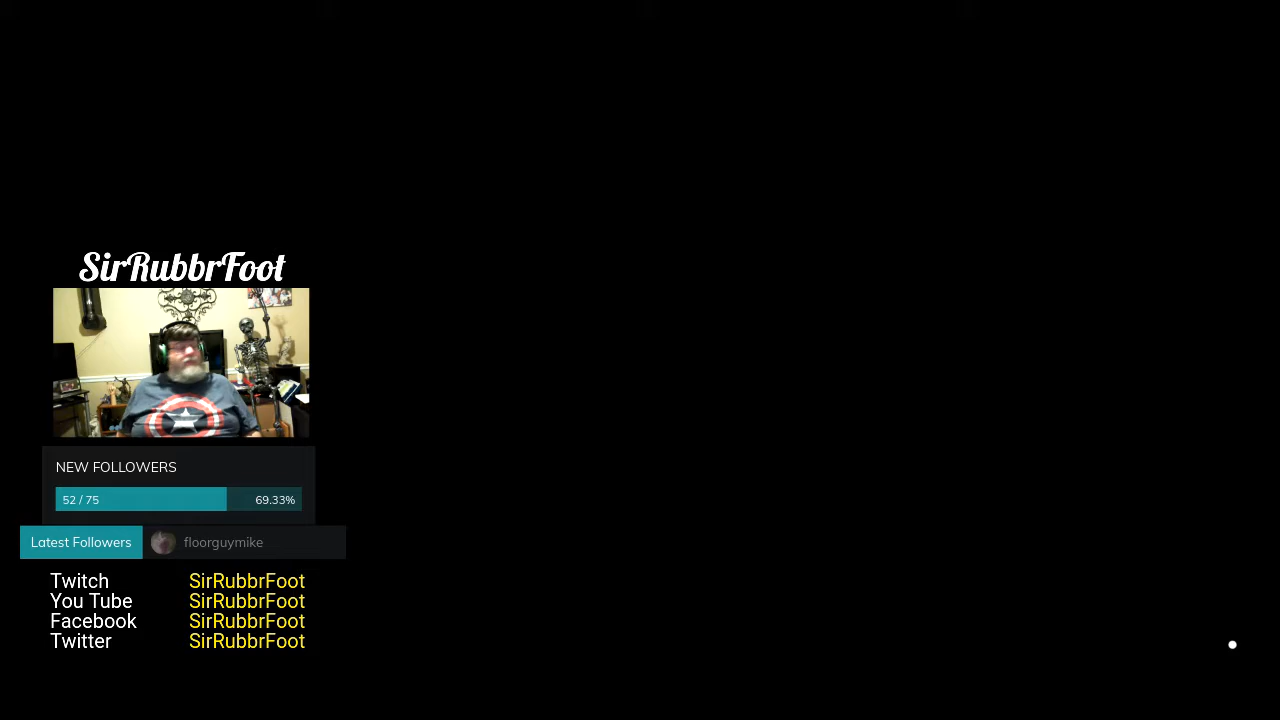 SirRubbrFoot
NEW FOLLOWERS
52 / 75 69.33%
Latest Followers floorguymike
Twitch SirRubbrFoot
You Tube SirRubbrFoot
Facebook SirRubbrFoot
Twitter SirRubbrFoot